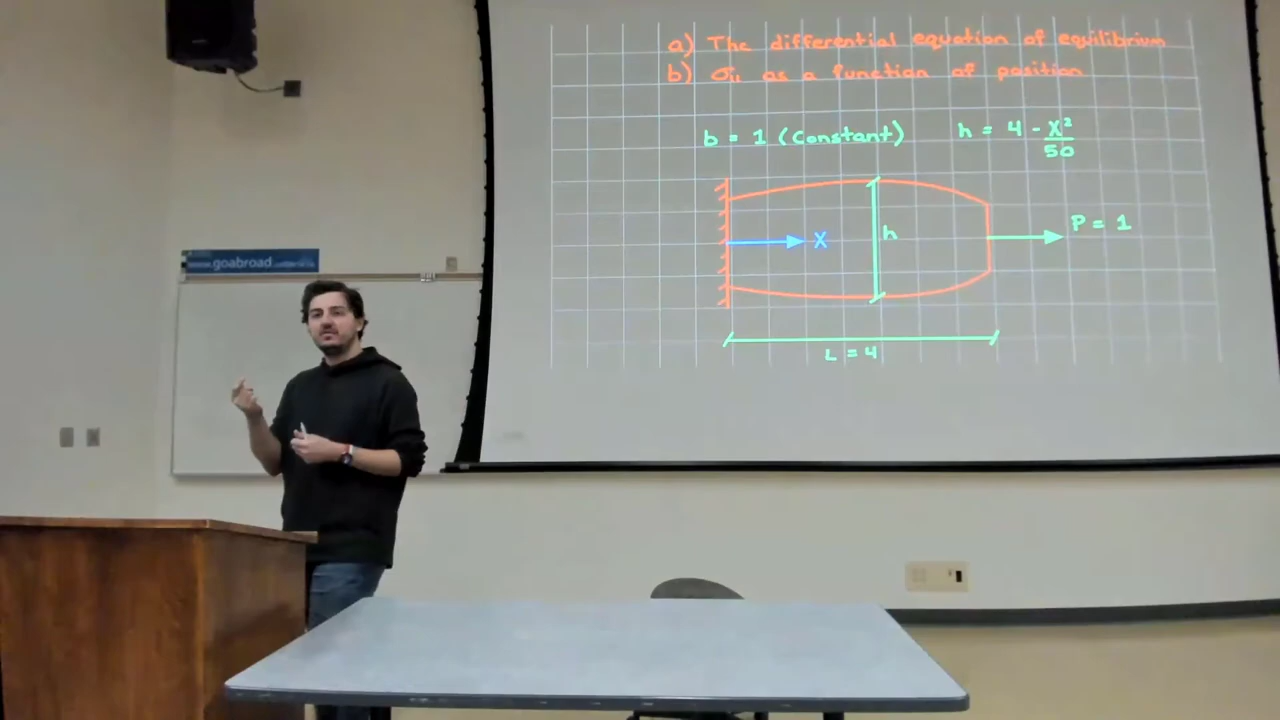 a) The differential equation of equilibrium
b) σ₁₁ as a function of position
b = 1 (Constant) h = 4 - X²/50
h
X
P = 1
L = 4
www.goabroad